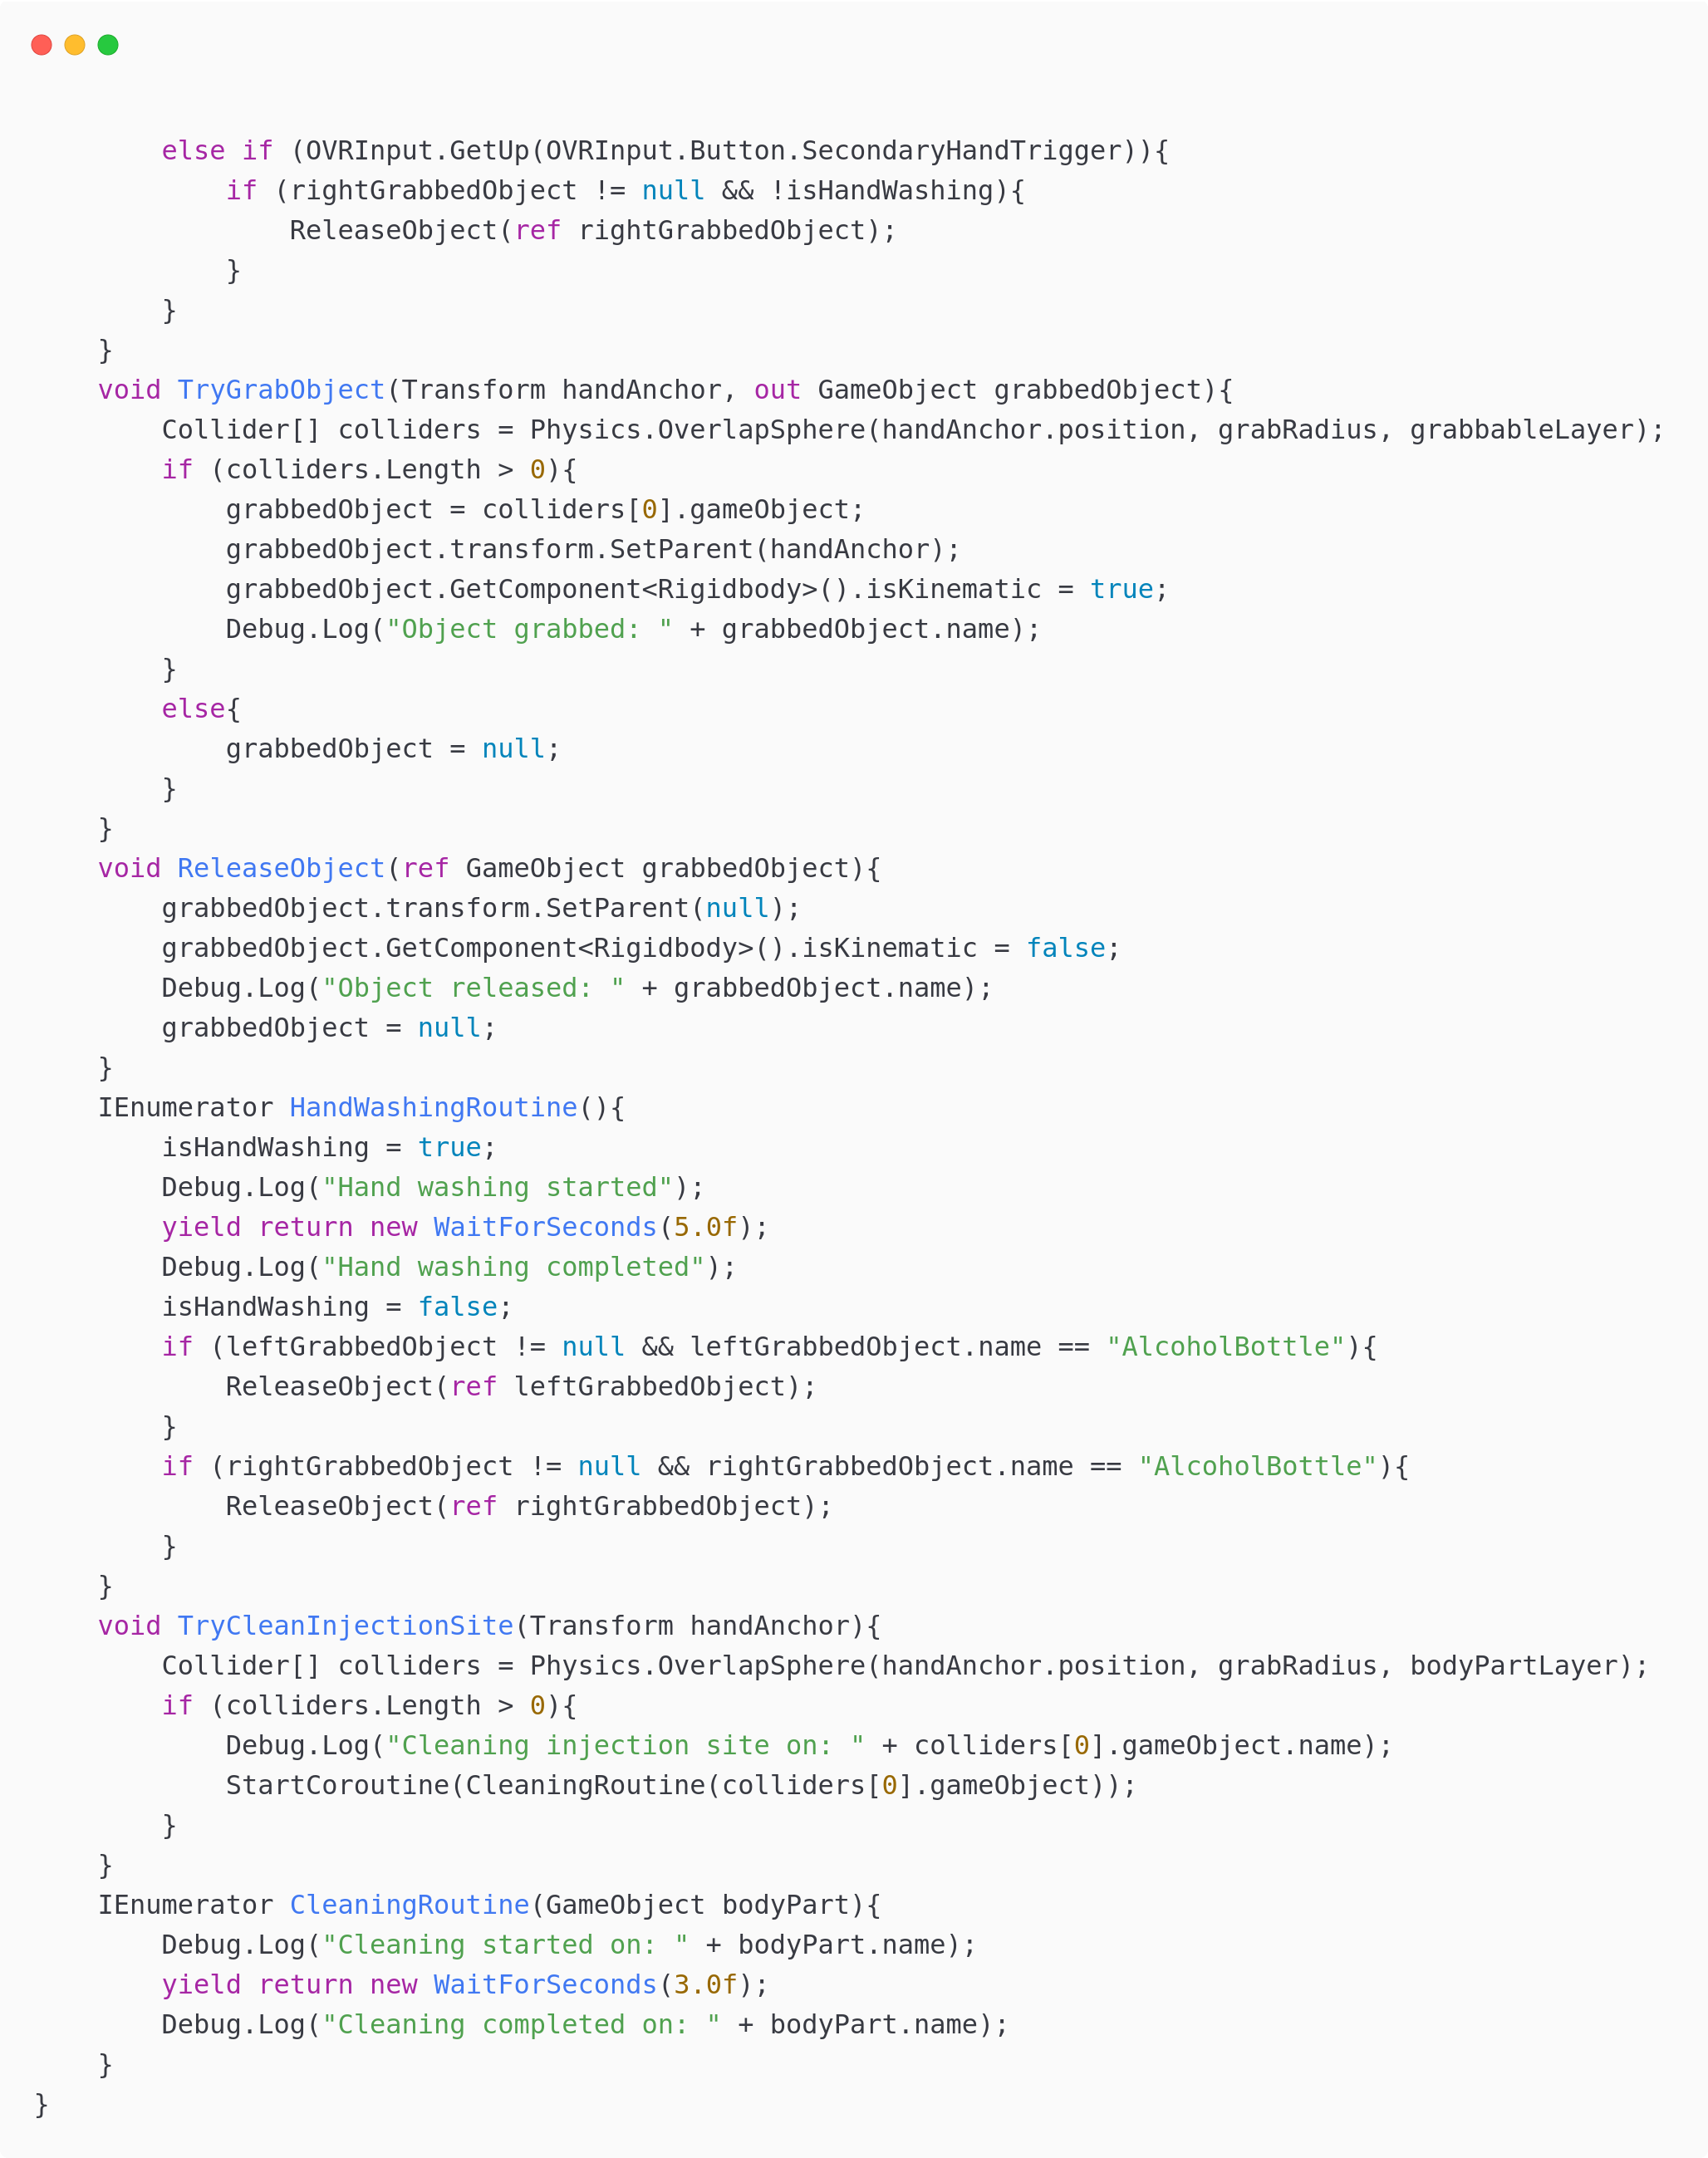 else if (OVRInput.GetUp(OVRInput.Button.SecondaryHandTrigger)){
if (rightGrabbedObject != null && !isHandWashing){
ReleaseObject(ref rightGrabbedObject);
}
}
}
void TryGrabObject(Transform handAnchor, out GameObject grabbedObject){
Collider[] colliders = Physics.OverlapSphere(handAnchor.position, grabRadius, grabbableLayer);
if (colliders.Length > 0){
grabbedObject = colliders[0].gameObject;
grabbedObject.transform.SetParent(handAnchor);
grabbedObject.GetComponent<Rigidbody>().isKinematic = true;
Debug.Log("Object grabbed: " + grabbedObject.name);
}
else{
grabbedObject = null;
}
}
void ReleaseObject(ref GameObject grabbedObject){
grabbedObject.transform.SetParent(null);
grabbedObject.GetComponent<Rigidbody>().isKinematic = false;
Debug.Log("Object released: " + grabbedObject.name);
grabbedObject = null;
}
IEnumerator HandWashingRoutine(){
isHandWashing = true;
Debug.Log("Hand washing started");
yield return new WaitForSeconds(5.0f);
Debug.Log("Hand washing completed");
isHandWashing = false;
if (leftGrabbedObject != null && leftGrabbedObject.name == "AlcoholBottle"){
ReleaseObject(ref leftGrabbedObject);
}
if (rightGrabbedObject != null && rightGrabbedObject.name == "AlcoholBottle"){
ReleaseObject(ref rightGrabbedObject);
}
}
void TryCleanInjectionSite(Transform handAnchor){
Collider[] colliders = Physics.OverlapSphere(handAnchor.position, grabRadius, bodyPartLayer);
if (colliders.Length > 0){
Debug.Log("Cleaning injection site on: " + colliders[0].gameObject.name);
StartCoroutine(CleaningRoutine(colliders[0].gameObject));
}
}
IEnumerator CleaningRoutine(GameObject bodyPart){
Debug.Log("Cleaning started on: " + bodyPart.name);
yield return new WaitForSeconds(3.0f);
Debug.Log("Cleaning completed on: " + bodyPart.name);
}
}